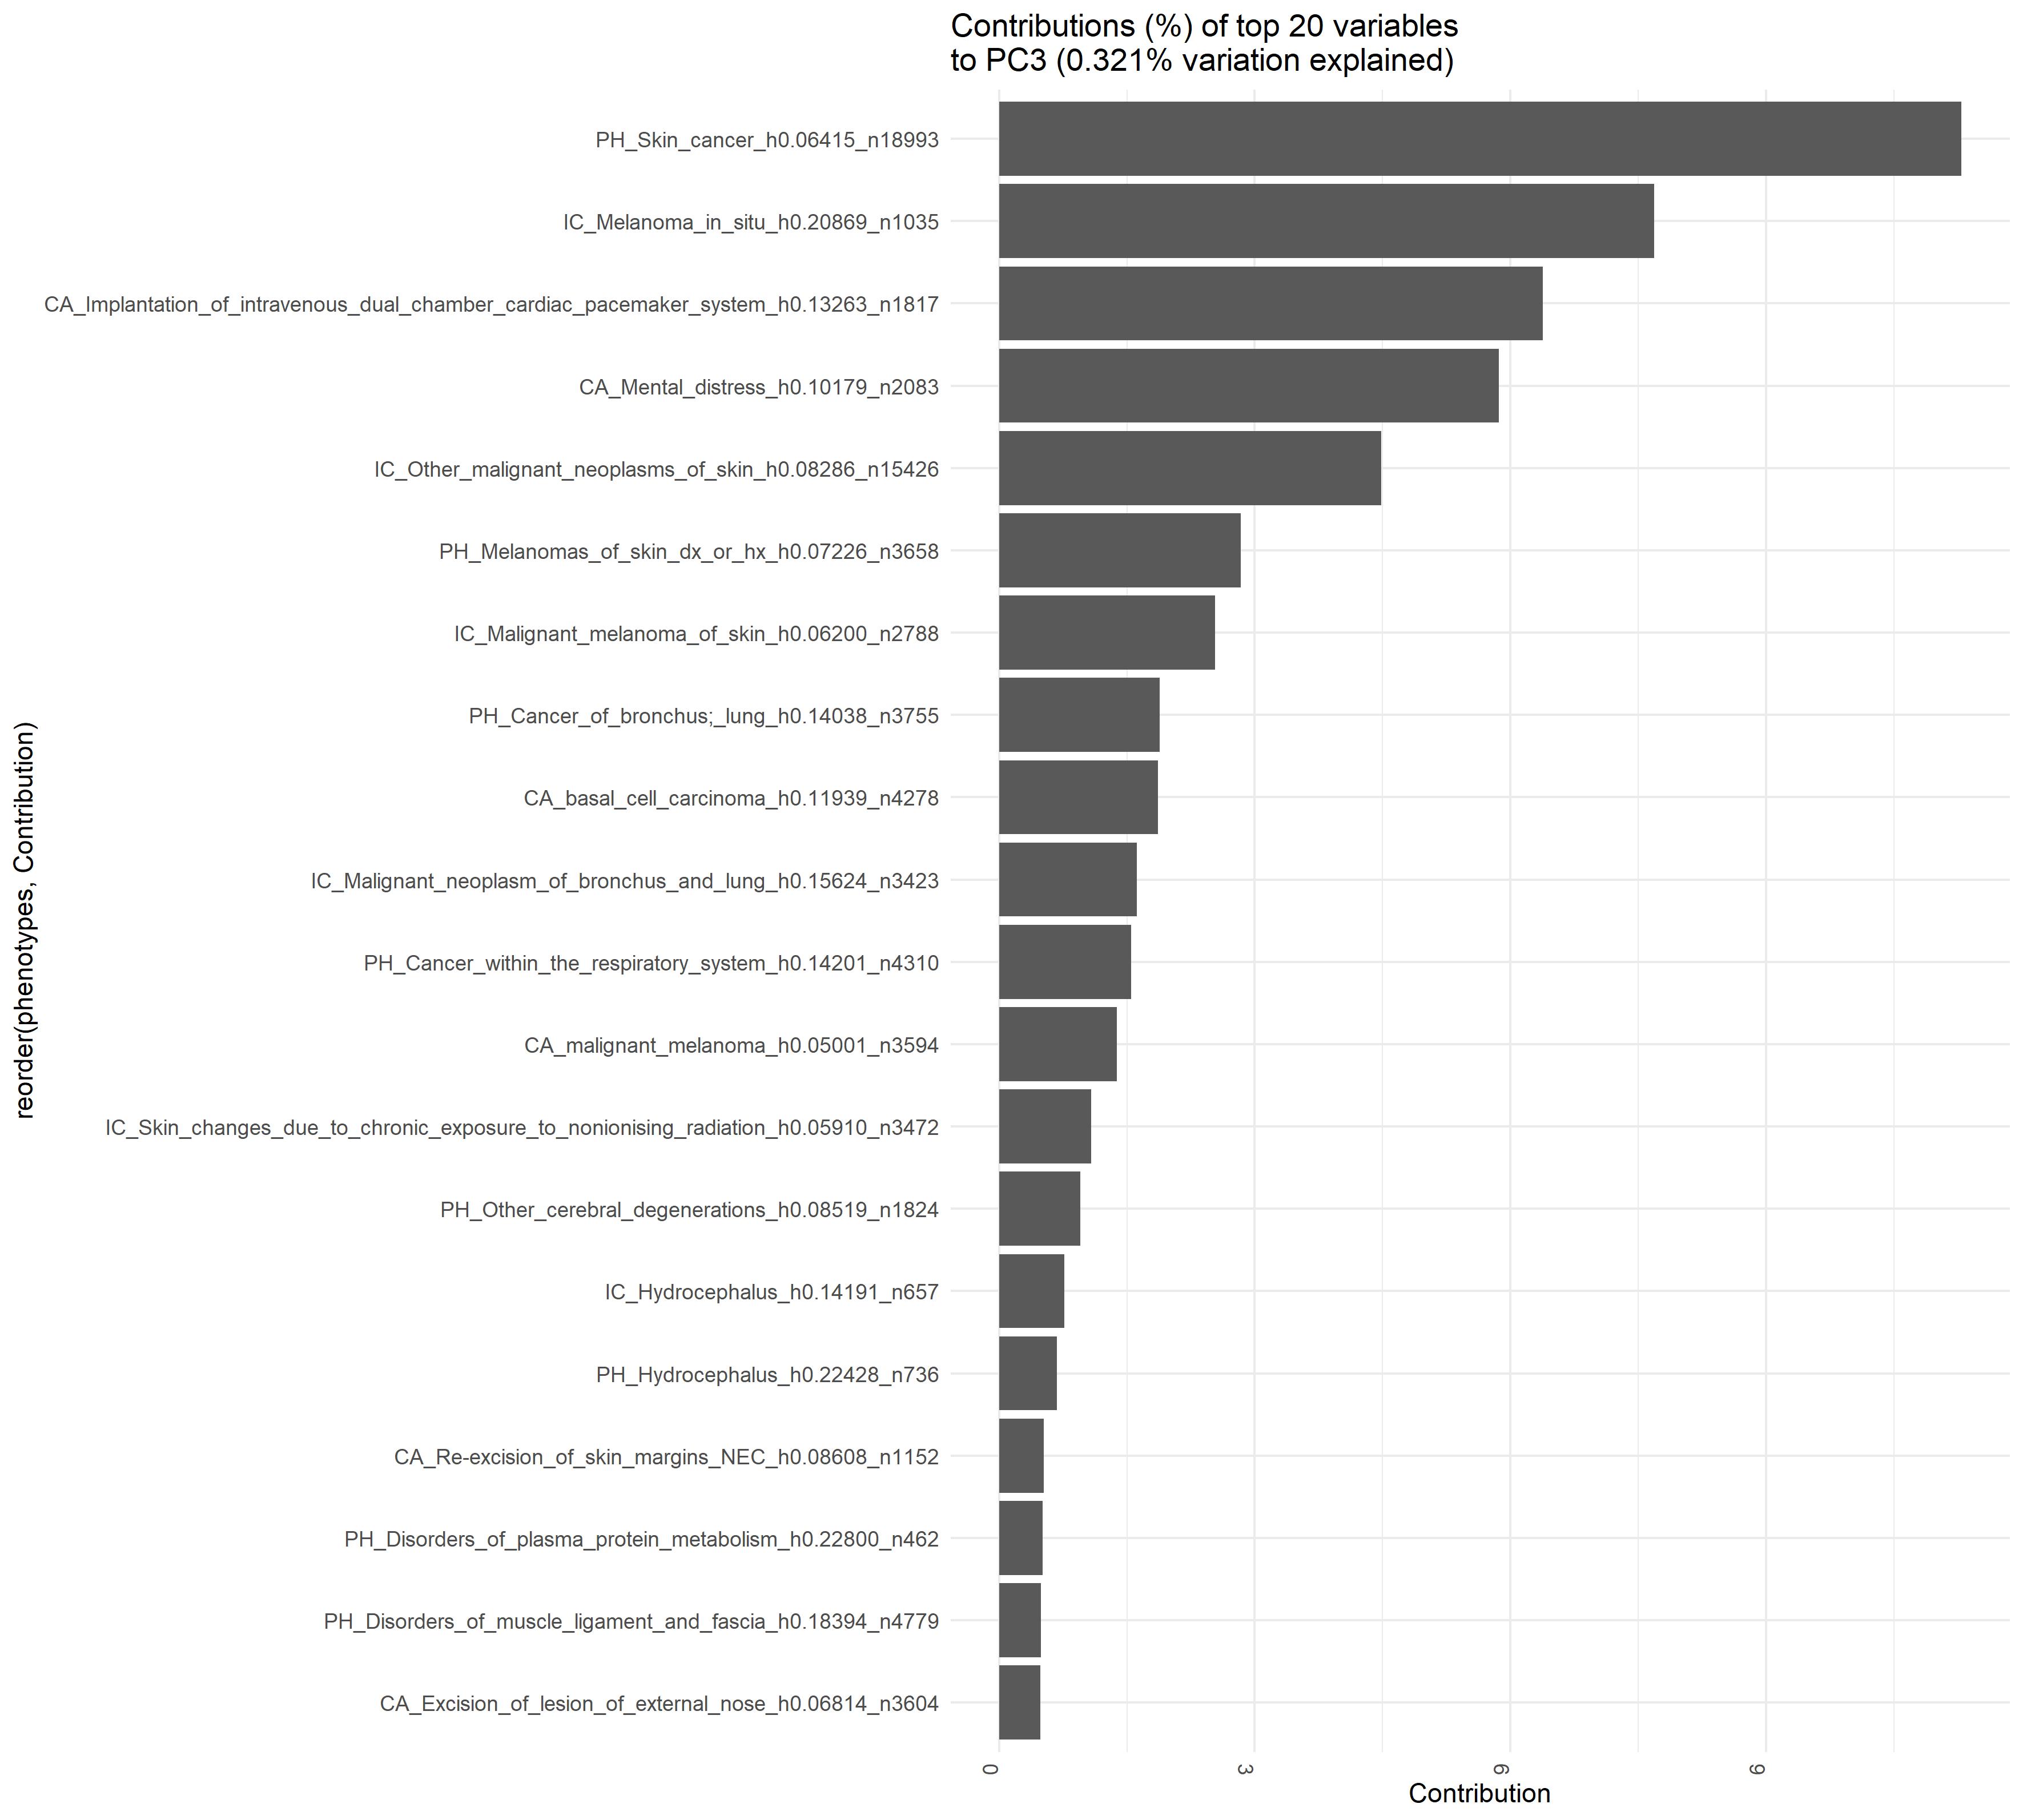 Contributions (%) of top 20 variables
to PC3 (0.321% variation explained)
PH_Skin_cancer_h0.06415_n18993
IC_Melanoma_in_situ_h0.20869_n1035
CA_Implantation_of_intravenous_dual_chamber_cardiac_pacemaker_system_h0.13263_n1817
CA_Mental_distress_h0.10179_n2083
IC_Other_malignant_neoplasms_of_skin_h0.08286_n15426
PH_Melanomas_of_skin_dx_or_hx_h0.07226_n3658
IC_Malignant_melanoma_of_skin_h0.06200_n2788
PH_Cancer_of_bronchus;_lung_h0.14038_n3755
CA_basal_cell_carcinoma_h0.11939_n4278
IC_Malignant_neoplasm_of_bronchus_and_lung_h0.15624_n3423
PH_Cancer_within_the_respiratory_system_h0.14201_n4310
CA_malignant_melanoma_h0.05001_n3594
IC_Skin_changes_due_to_chronic_exposure_to_nonionising_radiation_h0.05910_n3472
PH_Other_cerebral_degenerations_h0.08519_n1824
IC_Hydrocephalus_h0.14191_n657
PH_Hydrocephalus_h0.22428_n736
CA_Re-excision_of_skin_margins_NEC_h0.08608_n1152
PH_Disorders_of_plasma_protein_metabolism_h0.22800_n462
PH_Disorders_of_muscle_ligament_and_fascia_h0.18394_n4779
CA_Excision_of_lesion_of_external_nose_h0.06814_n3604
reorder(phenotypes, Contribution)
0
3
6
9
Contribution